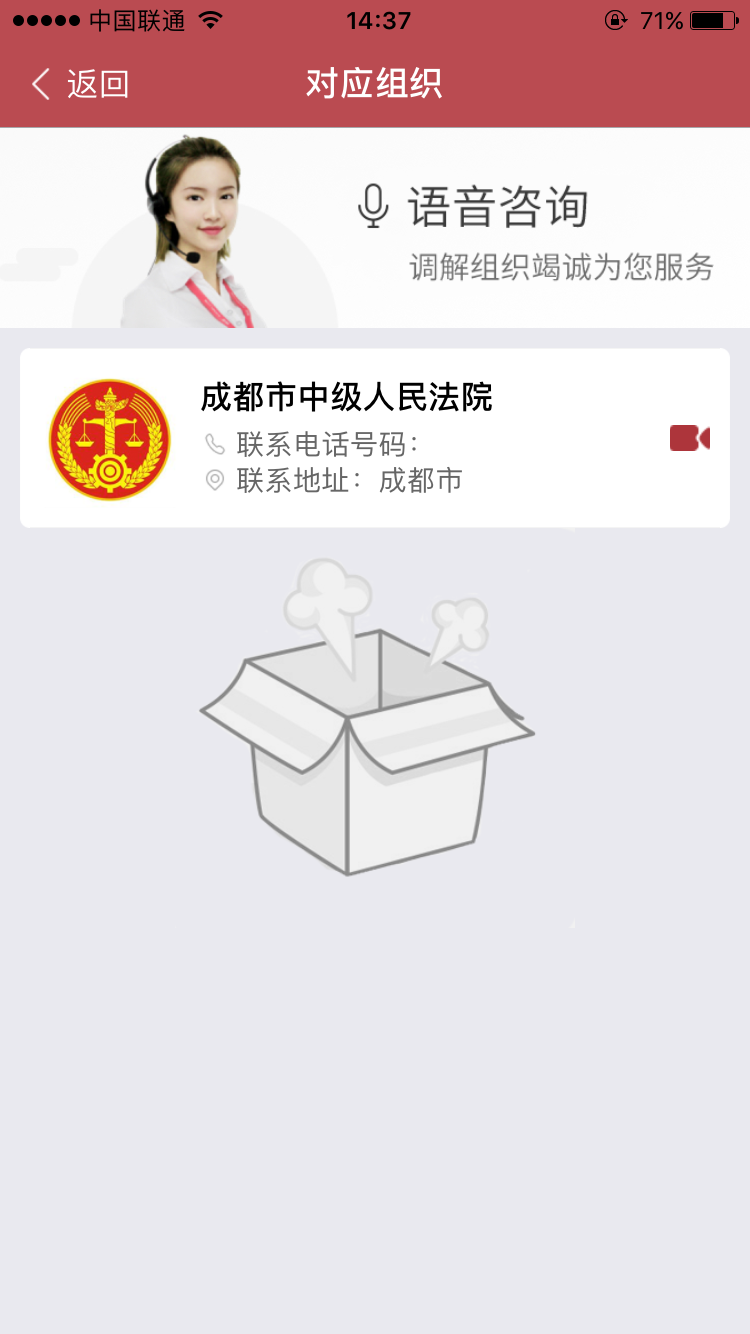 中国联通 14:37 71%
返回 对应组织
语音咨询
调解组织竭诚为您服务
成都市中级人民法院
联系电话号码：
联系地址：成都市